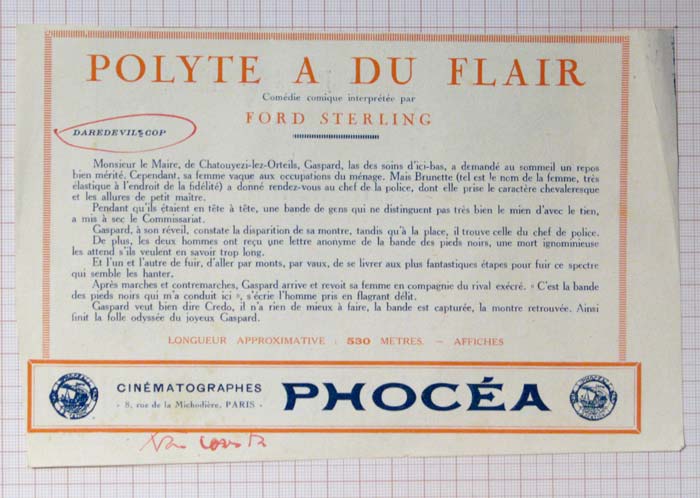 POLYTE A DU FLAIR
Comédie comique interprétée par
FORD STERLING
DAREDEVIL COP
Monsieur le Maire, de Chatouyezi-lez-Orteils, Gaspard, las des soins d'ici-bas, a demandé au sommeil un repos
bien mérité. Cependant, sa femme vaque aux occupations du ménage. Mais Brunette (tel est le nom de la femme, très
élastique à l'endroit de la fidélité) a donné rendez-vous au chef de la police, dont elle prise le caractère chevaleresque
et les allures de petit maître.
Pendant qu'ils étaient en tête à tête, une bande de gens qui ne distinguent pas très bien le mien d'avec le tien,
a mis à sec le Commissariat.
Gaspard, à son réveil, constate la disparition de sa montre, tandis qu'à la place, il trouve celle du chef de police.
De plus, les deux hommes ont reçu une lettre anonyme de la bande des pieds noirs, une mort ignominieuse
les attend s'ils veulent en savoir trop long.
Et l'un et l'autre de fuir, d'aller par monts, par vaux, de se livrer aux plus fantastiques étapes pour fuir ce spectre
qui semble les hanter.
Après marches et contremarches, Gaspard arrive et revoit sa femme en compagnie du rival exécré. « C'est la bande
des pieds noirs qui m'a conduit ici », s'écrie l'homme pris en flagrant délit.
Gaspard veut bien dire Credo, il n'a rien de mieux à faire, la bande est capturée, la montre retrouvée. Ainsi
finit la folle odyssée du joyeux Gaspard.
LONGUEUR APPROXIMATIVE : 530 METRES. — AFFICHES
CINÉMATOGRAPHES
- 8, rue de la Michodière, PARIS -
PHOCÉA